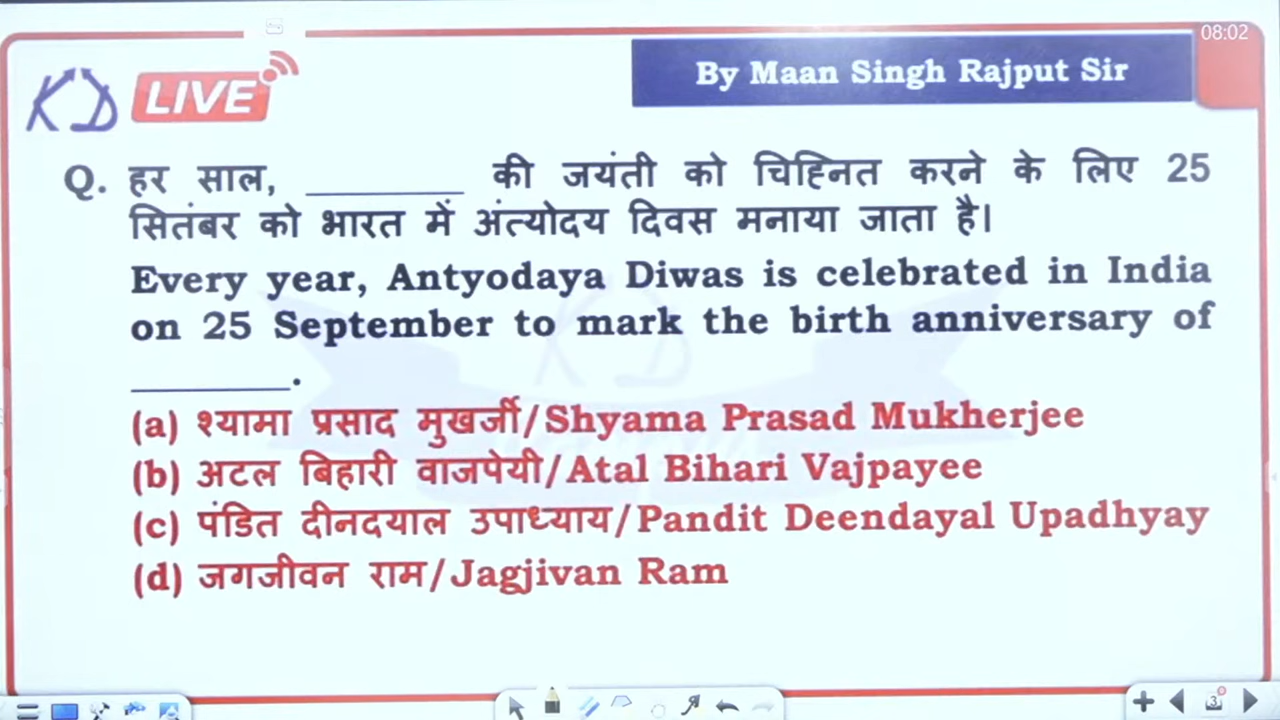 08:02
KD LIVE
By Maan Singh Rajput Sir
Q. हर साल, ________ की जयंती को चिह्नित करने के लिए 25
सितंबर को भारत में अंत्योदय दिवस मनाया जाता है।
Every year, Antyodaya Diwas is celebrated in India
on 25 September to mark the birth anniversary of
________.
(a) श्यामा प्रसाद मुखर्जी/Shyama Prasad Mukherjee
(b) अटल बिहारी वाजपेयी/Atal Bihari Vajpayee
(c) पंडित दीनदयाल उपाध्याय/Pandit Deendayal Upadhyay
(d) जगजीवन राम/Jagjivan Ram
3